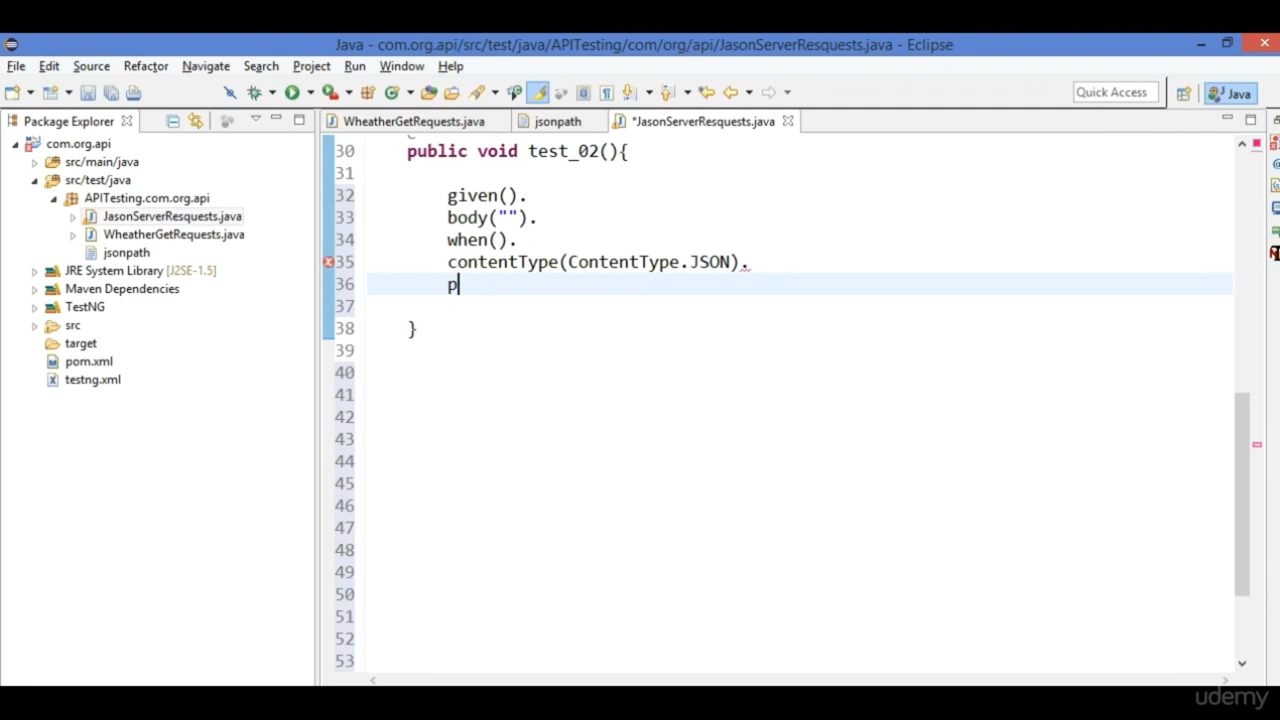 Java - com.org.api/src/test/java/APITesting/com/org/api/JasonServerResquests.java - Eclipse
File Edit Source Refactor Navigate Search Project Run Window Help
Quick Access Java
Package Explorer WheatherGetRequests.java jsonpath *JasonServerResquests.java
com.org.api
src/main/java
src/test/java
APITesting.com.org.api
JasonServerResquests.java
WheatherGetRequests.java
jsonpath
JRE System Library [J2SE-1.5]
Maven Dependencies
TestNG
src
target
pom.xml
testng.xml
30 public void test_02(){
31
32 given().
33 body("").
34 when().
35 contentType(ContentType.JSON).
36 p
37
38 }
39
40
41
42
43
44
45
46
47
48
49
50
51
52
53
udemy